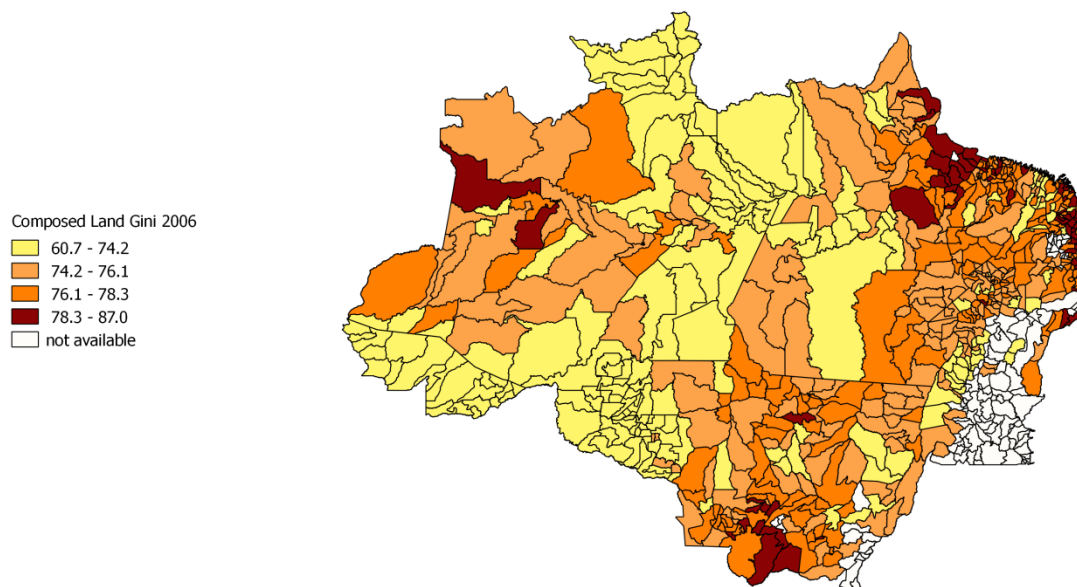 Composed Land Gini 2006
60.7 - 74.2
74.2 - 76.1
76.1 - 78.3
78.3 - 87.0
not available